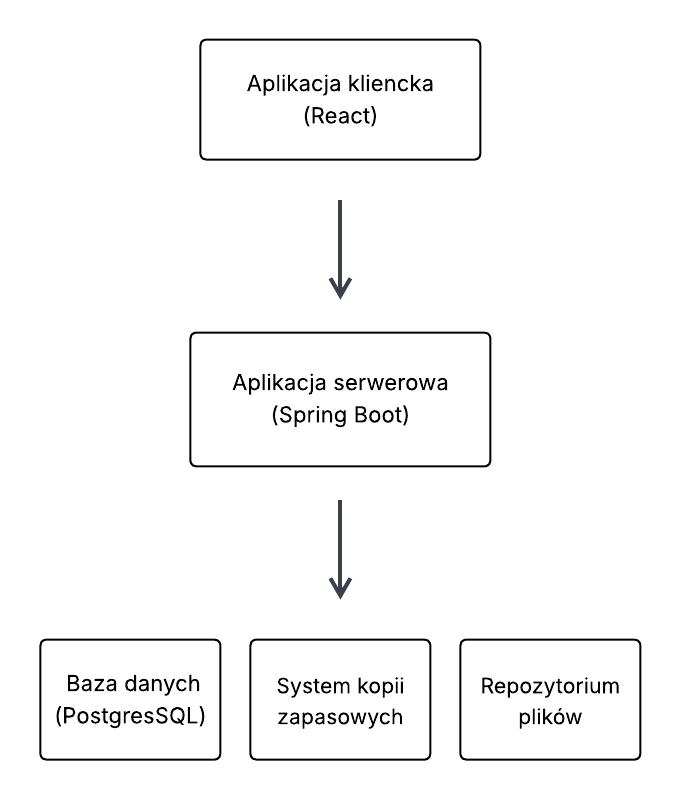 Aplikacja kliencka
(React)
Aplikacja serwerowa
(Spring Boot)
Baza danych
(PostgresSQL)
System kopii
zapasowych
Repozytorium
plików